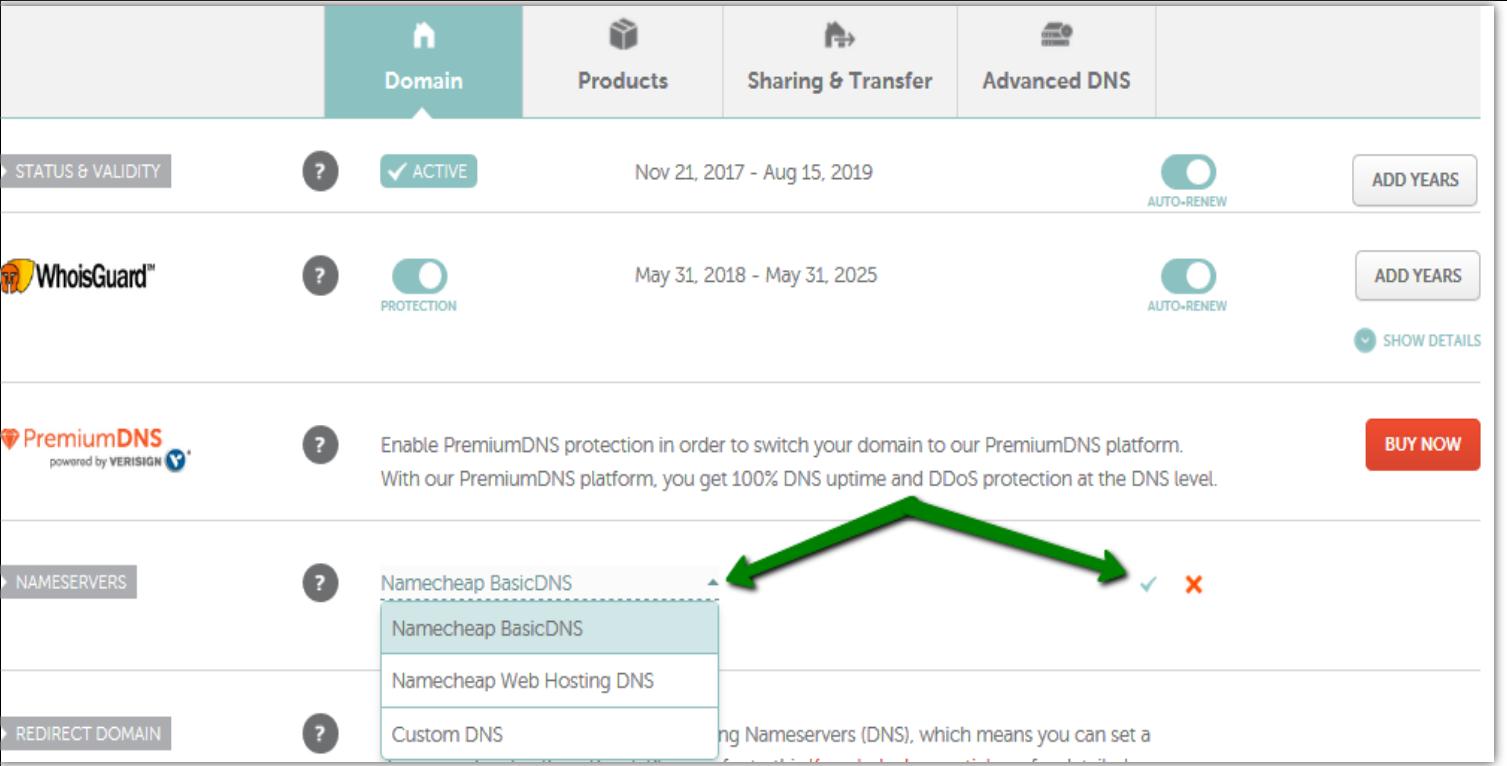 Domain
Products
Sharing & Transfer
Advanced DNS
STATUS & VALIDITY
?
ACTIVE
Nov 21, 2017 - Aug 15, 2019
AUTO-RENEW
ADD YEARS
WhoisGuard™
?
PROTECTION
May 31, 2018 - May 31, 2025
AUTO-RENEW
ADD YEARS
SHOW DETAILS
PremiumDNS
powered by VERISIGN
?
Enable PremiumDNS protection in order to switch your domain to our PremiumDNS platform.
With our PremiumDNS platform, you get 100% DNS uptime and DDoS protection at the DNS level.
BUY NOW
NAMESERVERS
?
Namecheap BasicDNS
Namecheap BasicDNS
Namecheap Web Hosting DNS
Custom DNS
REDIRECT DOMAIN
?
ng Nameservers (DNS), which means you can set a